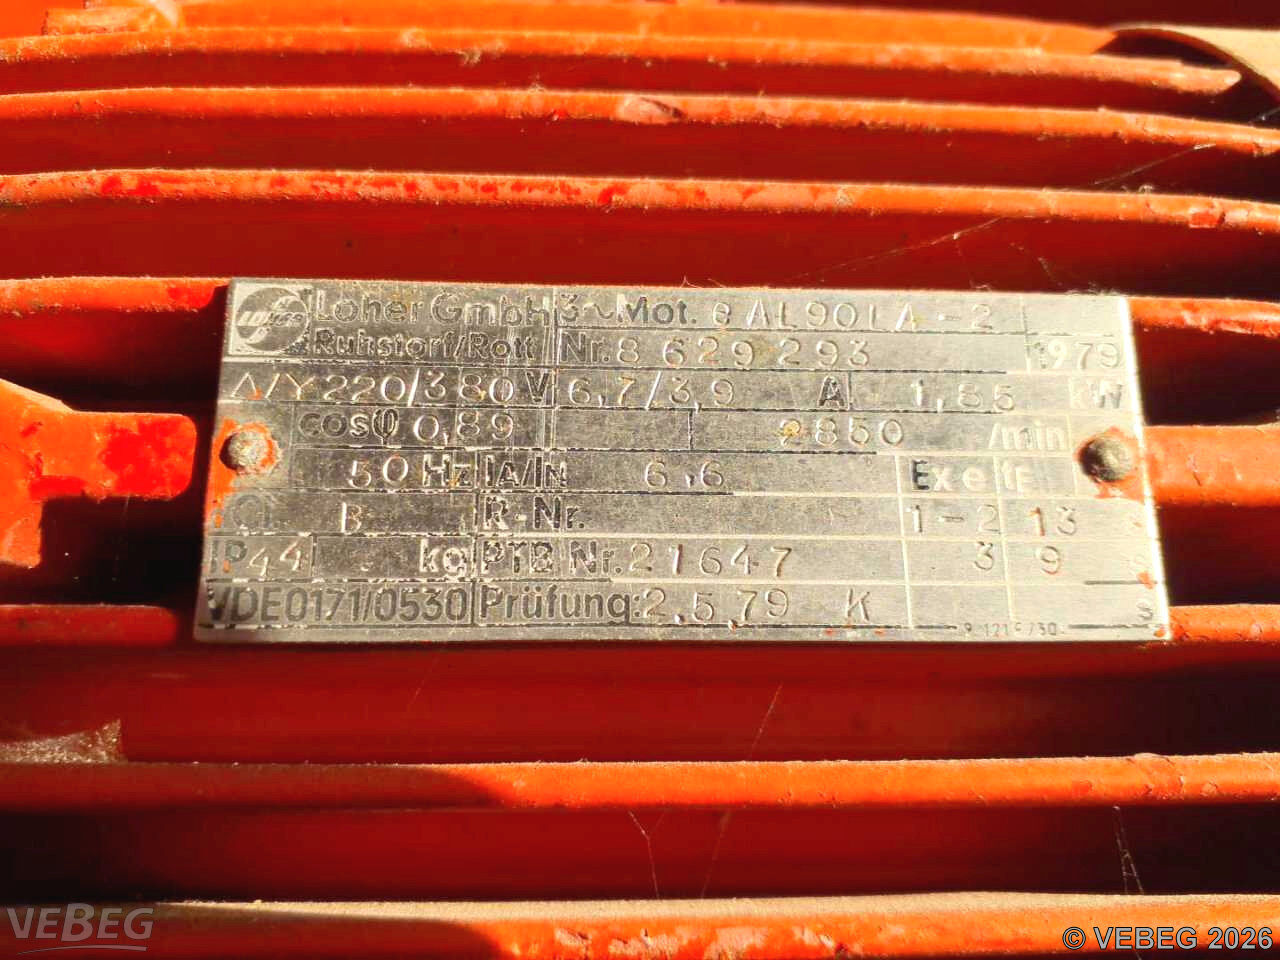 LOHER
Loher GmbH 3~Mot. e AL90LA-2
Ruhstorf/Rott Nr. 8 629 293 1979
Δ/Y 220/380 V 6,7/3,9 A 1,85 KW
cosφ 0,89 2850 /min
50 Hz IA/IN 6,6 Ex e tE
B R-Nr. 1-2 13 s
IP44 kg PTB Nr. 21647 3 9 s
VDE0171/0530 Prüfung: 2.5.79 K s
VEBEG
© VEBEG 2026